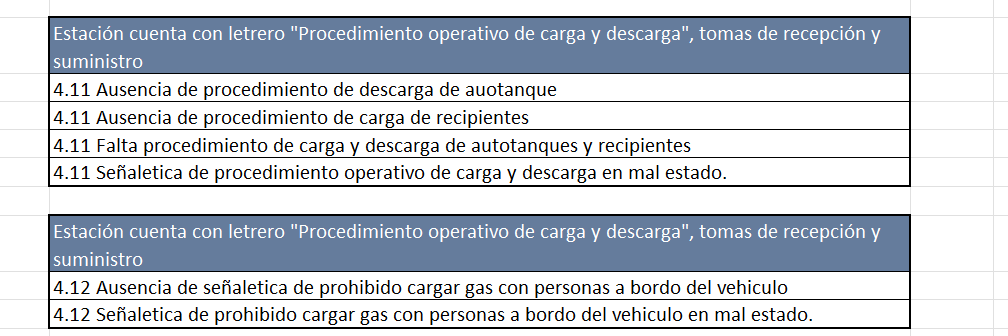 Estación cuenta con letrero "Procedimiento operativo de carga y descarga", tomas de recepción y
suministro
4.11 Ausencia de procedimiento de descarga de auotanque
4.11 Ausencia de procedimiento de carga de recipientes
4.11 Falta procedimiento de carga y descarga de autotanques y recipientes
4.11 Señaletica de procedimiento operativo de carga y descarga en mal estado.
Estación cuenta con letrero "Procedimiento operativo de carga y descarga", tomas de recepción y
suministro
4.12 Ausencia de señaletica de prohibido cargar gas con personas a bordo del vehiculo
4.12 Señaletica de prohibido cargar gas con personas a bordo del vehiculo en mal estado.